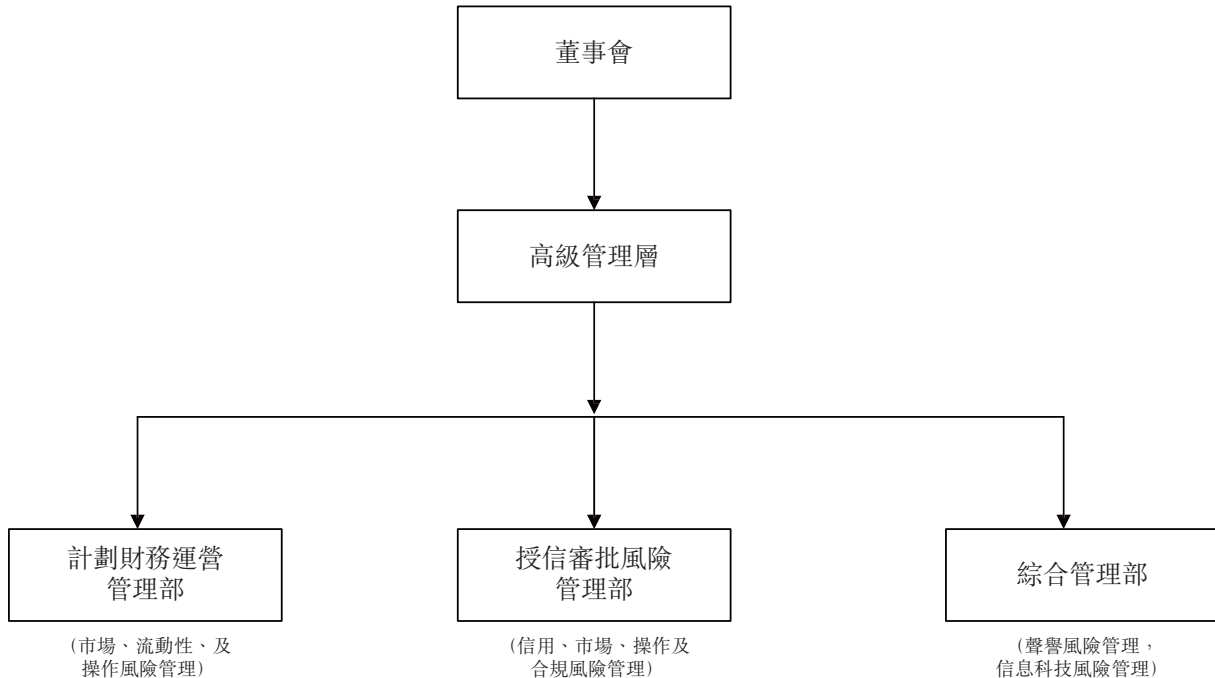 董事會
高級管理層
計劃財務運營
管理部
(市場、流動性、及
操作風險管理)
授信審批風險
管理部
(信用、市場、操作及
合規風險管理)
綜合管理部
(聲譽風險管理，
信息科技風險管理)